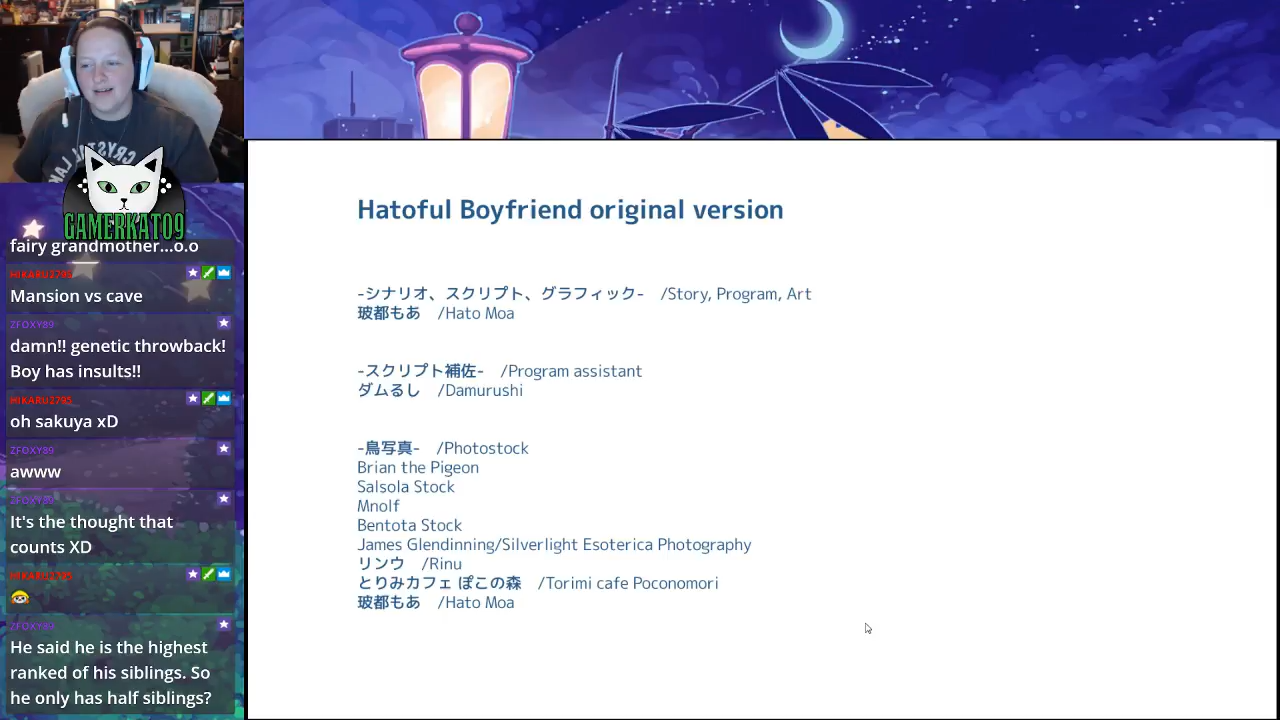 CRYSTAL LAK
GAMERKAT09
fairy grandmother...o.o
HIKARU2795
Mansion vs cave
ZFOXY89
damn!! genetic throwback!
Boy has insults!!
HIKARU2795
oh sakuya xD
ZFOXY89
awww
ZFOXY89
It's the thought that
counts XD
HIKARU2795
ZFOXY89
He said he is the highest
ranked of his siblings. So
he only has half siblings?
Hatoful Boyfriend original version
-シナリオ、スクリプト、グラフィック- /Story, Program, Art
玻都もあ /Hato Moa
-スクリプト補佐- /Program assistant
ダムるし /Damurushi
-鳥写真- /Photostock
Brian the Pigeon
Salsola Stock
Mnolf
Bentota Stock
James Glendinning/Silverlight Esoterica Photography
リンウ /Rinu
とりみカフェ ぽこの森 /Torimi cafe Poconomori
玻都もあ /Hato Moa